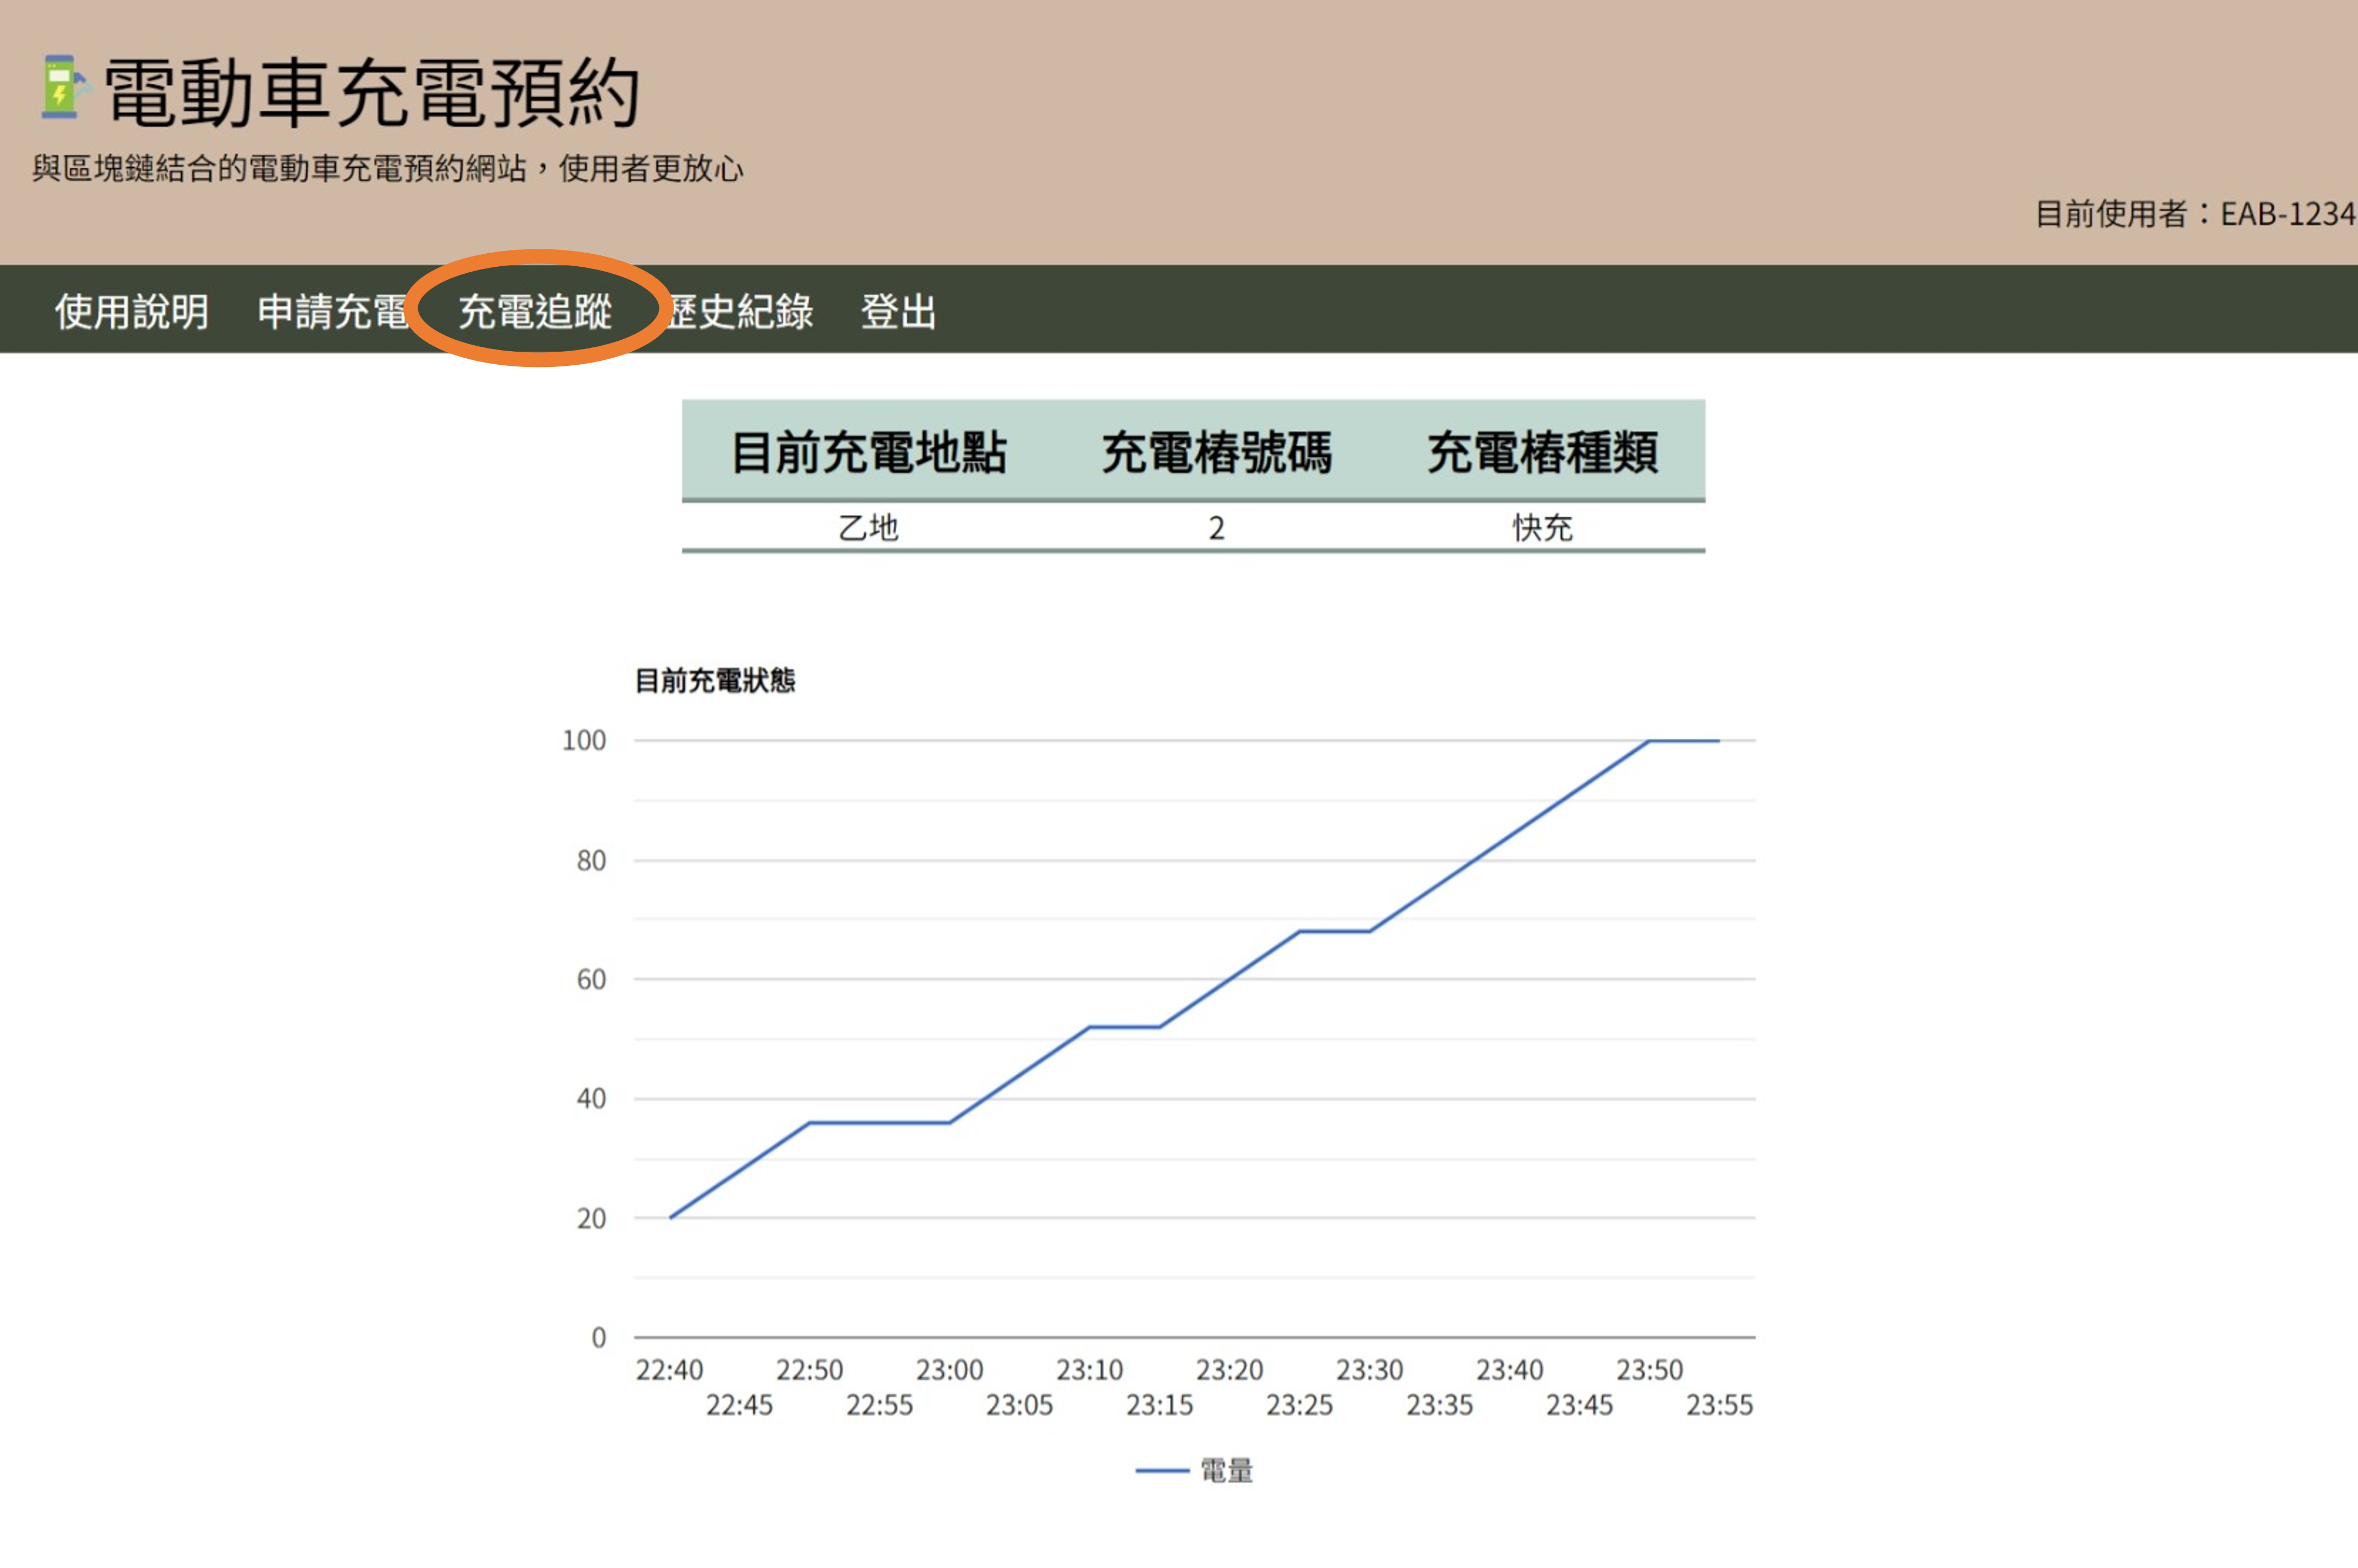 電動車充電預約
與區塊鏈結合的電動車充電預約網站，使用者更放心
目前使用者：EAB-1234
使用說明 申請充電 充電追蹤 歷史紀錄 登出
目前充電地點 充電樁號碼 充電樁種類
乙地 2 快充
目前充電狀態
100
80
60
40
20
0
22:40 22:50 23:00 23:10 23:20 23:30 23:40 23:50
22:45 22:55 23:05 23:15 23:25 23:35 23:45 23:55
電量